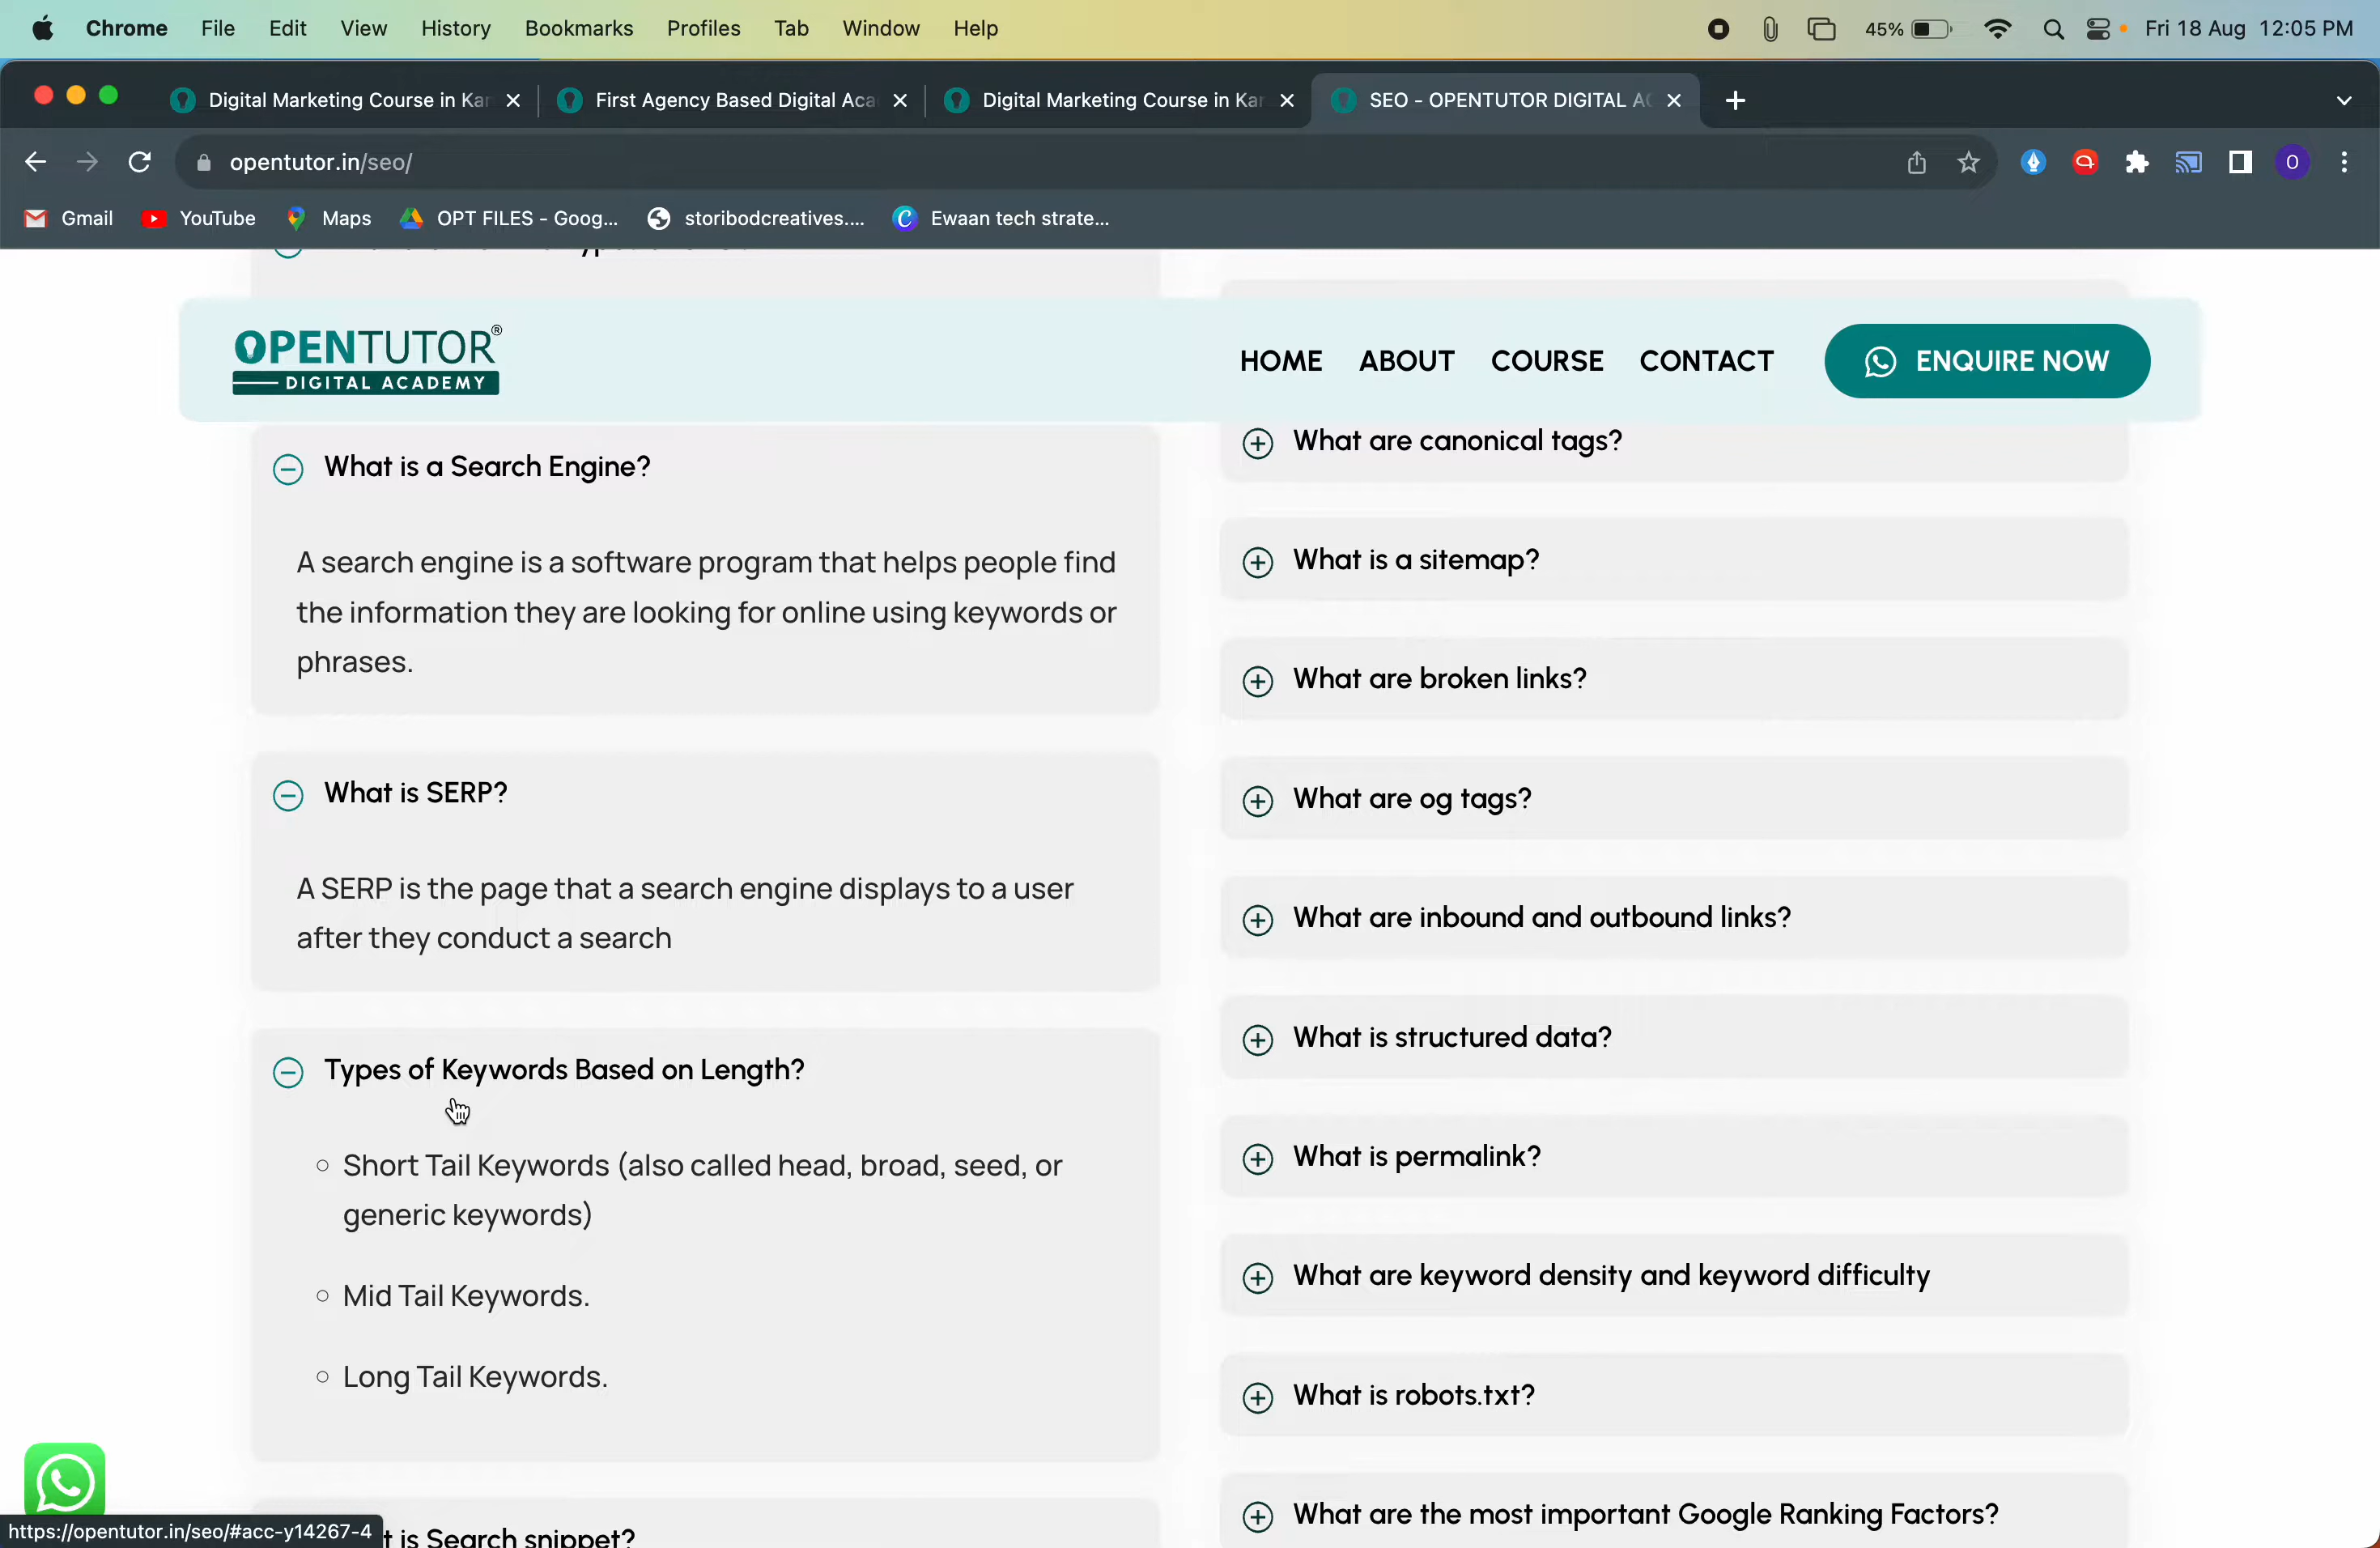 Chrome File Edit View History Bookmarks Profiles Tab Window Help 45% Fri 18 Aug 12:05 PM
Digital Marketing Course in Kar First Agency Based Digital Aca Digital Marketing Course in Kar SEO - OPENTUTOR DIGITAL AC
opentutor.in/seo/ O
Gmail YouTube Maps OPT FILES - Goog... storibodcreatives.... Ewaan tech strate...
OPENTUTOR®
DIGITAL ACADEMY
HOME ABOUT COURSE CONTACT ENQUIRE NOW
What is a Search Engine?
A search engine is a software program that helps people find
the information they are looking for online using keywords or
phrases.
What is SERP?
A SERP is the page that a search engine displays to a user
after they conduct a search
Types of Keywords Based on Length?
Short Tail Keywords (also called head, broad, seed, or
generic keywords)
Mid Tail Keywords.
Long Tail Keywords.
t is Search snippet?
What are canonical tags?
What is a sitemap?
What are broken links?
What are og tags?
What are inbound and outbound links?
What is structured data?
What is permalink?
What are keyword density and keyword difficulty
What is robots.txt?
What are the most important Google Ranking Factors?
https://opentutor.in/seo/#acc-y14267-4